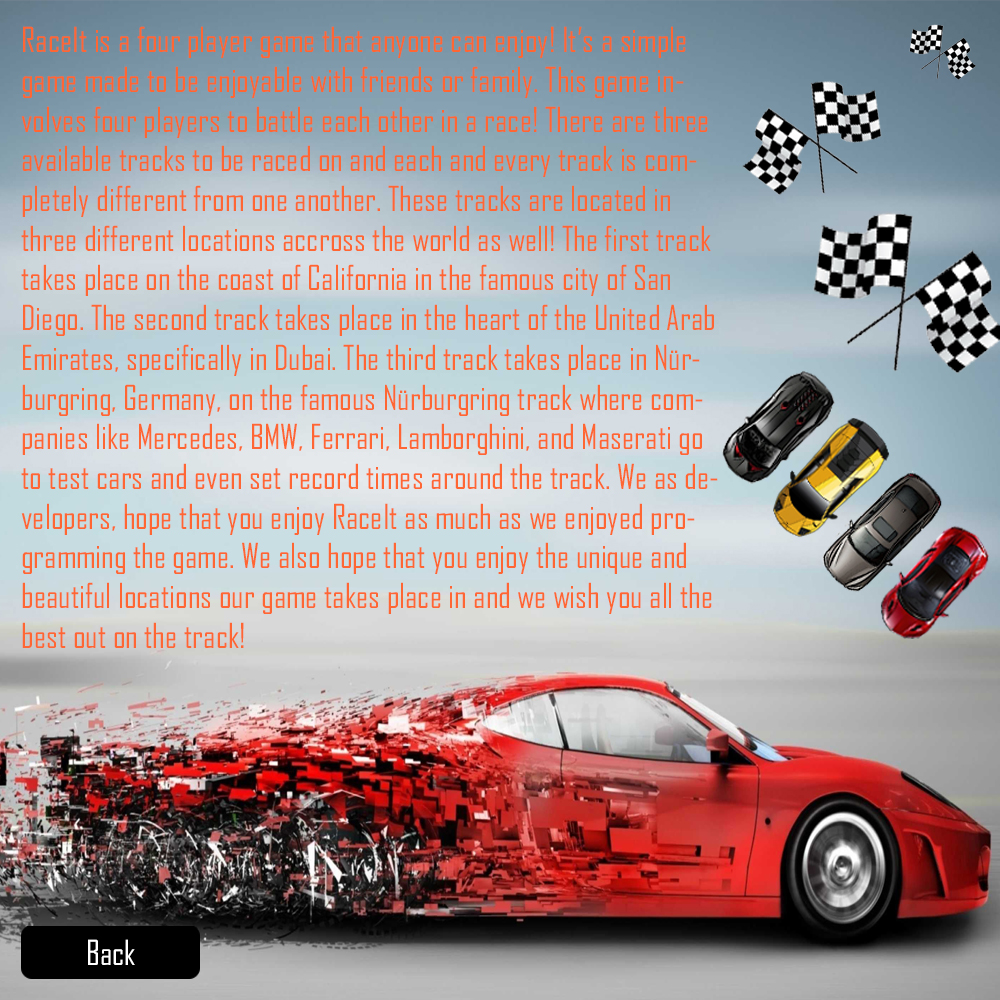 RaceIt is a four player game that anyone can enjoy! It's a simple
game made to be enjoyable with friends or family. This game in-
volves four players to battle each other in a race! There are three
available tracks to be raced on and each and every track is com-
pletely different from one another. These tracks are located in
three different locations accross the world as well! The first track
takes place on the coast of California in the famous city of San
Diego. The second track takes place in the heart of the United Arab
Emirates, specifically in Dubai. The third track takes place in Nür-
burgring, Germany, on the famous Nürburgring track where com-
panies like Mercedes, BMW, Ferrari, Lamborghini, and Maserati go
to test cars and even set record times around the track. We as de-
velopers, hope that you enjoy RaceIt as much as we enjoyed pro-
gramming the game. We also hope that you enjoy the unique and
beautiful locations our game takes place in and we wish you all the
best out on the track!
Back